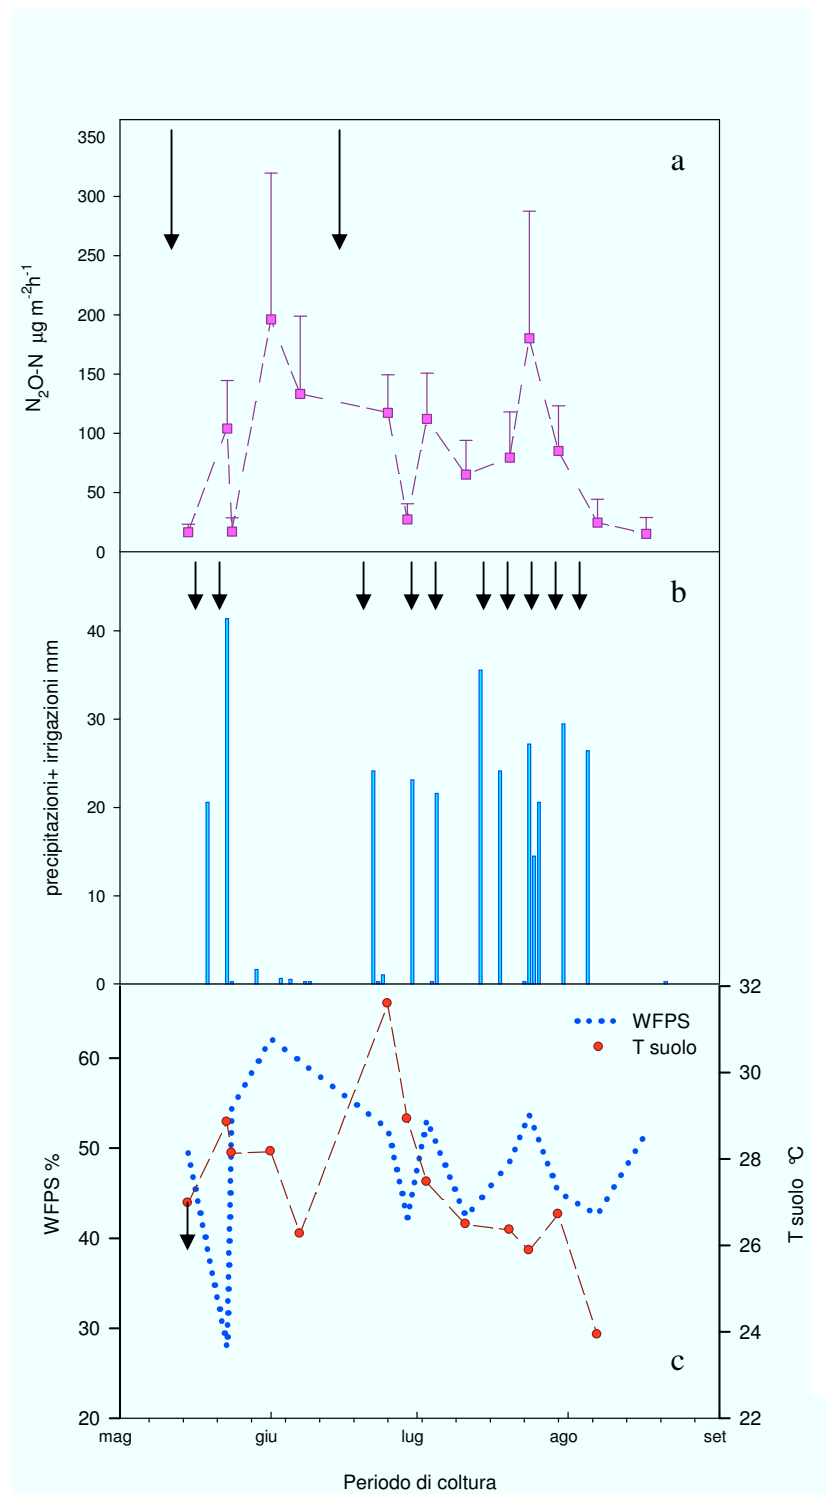 a
350
300
250
200
150
100
50
0
N2O-N μg m-2h-1
b
40
30
20
10
0
precipitazioni+ irrigazioni mm
WFPS
T suolo
60
50
40
30
20
WFPS %
32
30
28
26
24
22
T suolo °C
c
mag giu lug ago set
Periodo di coltura